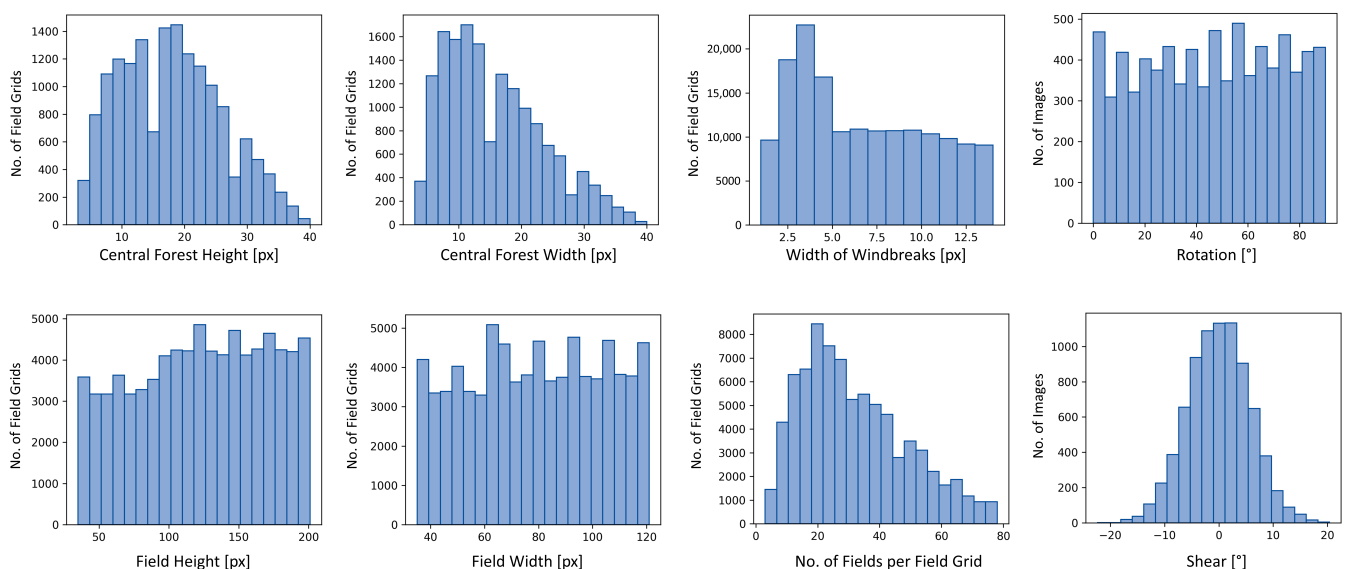 No. of Field Grids
1400
1200
1000
800
600
400
200
0
10 20 30 40
Central Forest Height [px]
No. of Field Grids
1600
1400
1200
1000
800
600
400
200
0
10 20 30 40
Central Forest Width [px]
No. of Field Grids
20,000
15,000
10,000
5000
0
2.5 5.0 7.5 10.0 12.5
Width of Windbreaks [px]
No. of Images
500
400
300
200
100
0
0 20 40 60 80
Rotation [°]
No. of Field Grids
5000
4000
3000
2000
1000
0
50 100 150 200
Field Height [px]
No. of Field Grids
5000
4000
3000
2000
1000
0
40 60 80 100 120
Field Width [px]
No. of Field Grids
8000
7000
6000
5000
4000
3000
2000
1000
0
0 20 40 60 80
No. of Fields per Field Grid
No. of Images
1000
800
600
400
200
0
−20 −10 0 10 20
Shear [°]